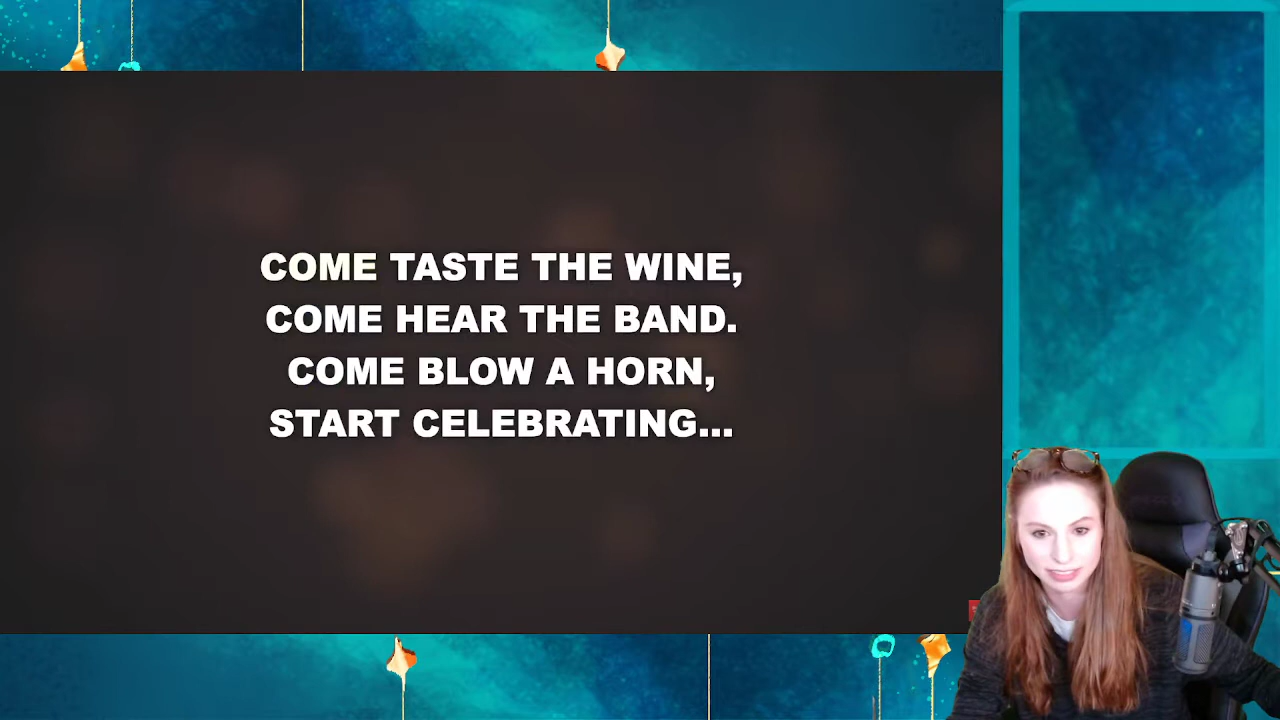 COME TASTE THE WINE,
COME HEAR THE BAND.
COME BLOW A HORN,
START CELEBRATING...